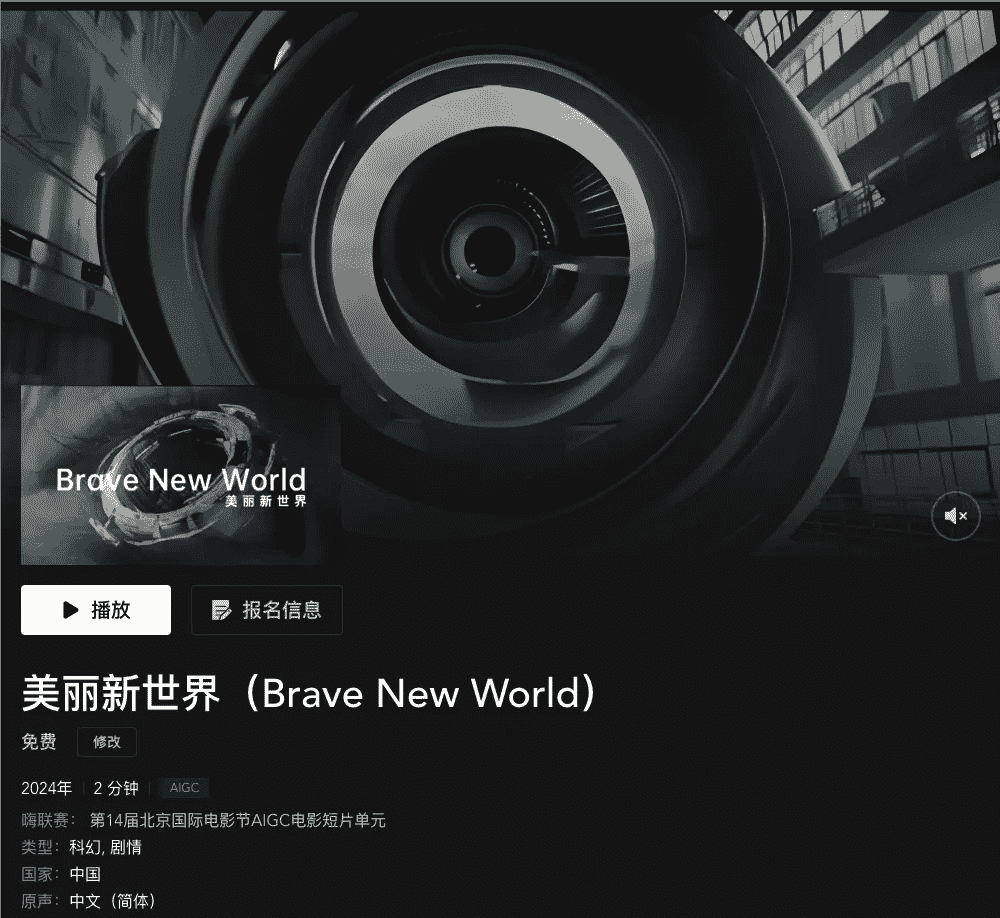 Brave New World
美丽新世界
播放
报名信息
美丽新世界（Brave New World）
免费 修改
2024年 2 分钟 AIGC
嗨联赛： 第14届北京国际电影节AIGC电影短片单元
类型： 科幻, 剧情
国家： 中国
原声： 中文（简体）